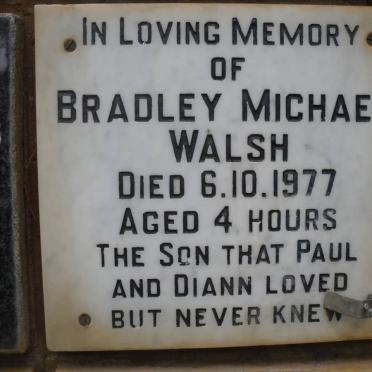 IN LOVING MEMORY
OF
BRADLEY MICHAE
WALSH
DIED 6.10.1977
AGED 4 HOURS
THE SON THAT PAUL
AND DIANN LOVED
BUT NEVER KNEW